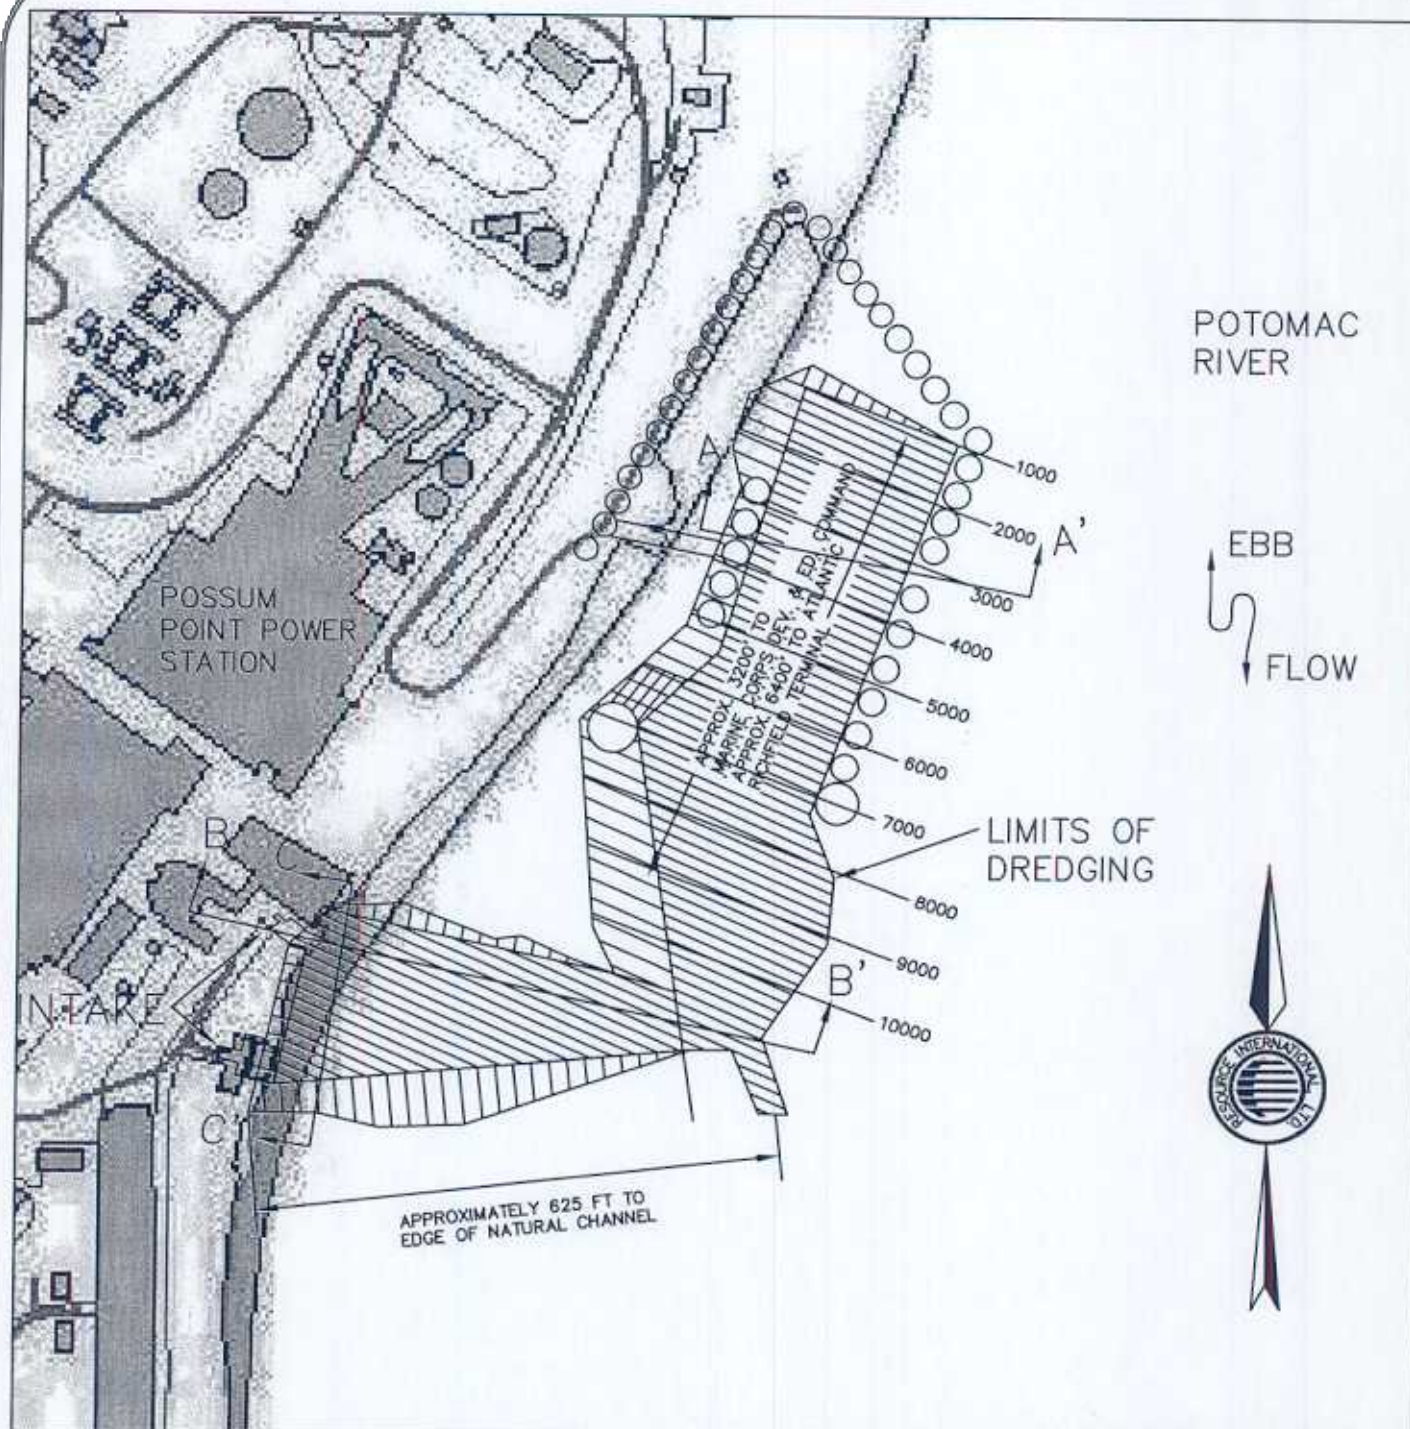 POTOMAC
RIVER
A
1000
2000
A'
EBB
3000
4000
FLOW
5000
6000
7000
8000
9000
10000
APPROX. 3200' TO
MARINE CORPS DEV. & ED. COMMAND
APPROX. 6400' TO ATLANTIC
RICHFIELD TERMINAL
POSSUM
POINT POWER
STATION
LIMITS OF
DREDGING
B
C
B'
INTAKE
C'
RESOURCE INTERNATIONAL, LTD.
APPROXIMATELY 625 FT TO
EDGE OF NATURAL CHANNEL